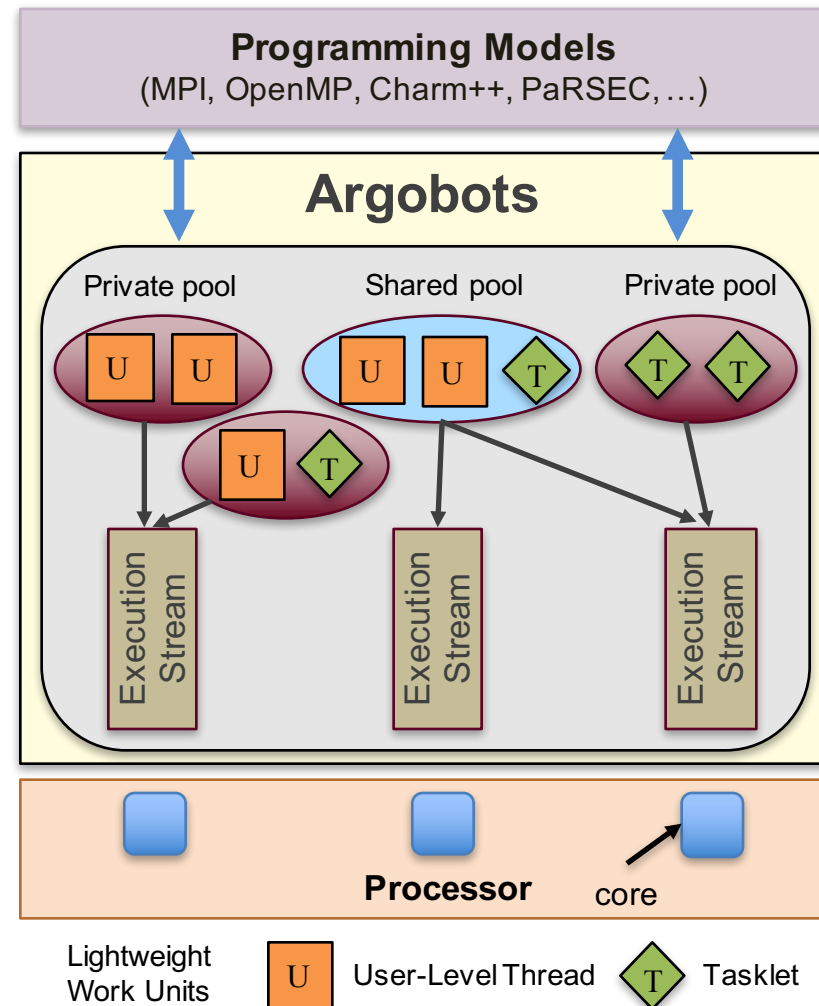 Programming Models
(MPI, OpenMP, Charm++, PaRSEC, …)
Argobots
Private pool
Shared pool
Private pool
U
U
U
U
T
T
T
U
T
Execution
Stream
Execution
Stream
Execution
Stream
Processor
core
Lightweight
Work Units
U
User-Level Thread
T
Tasklet